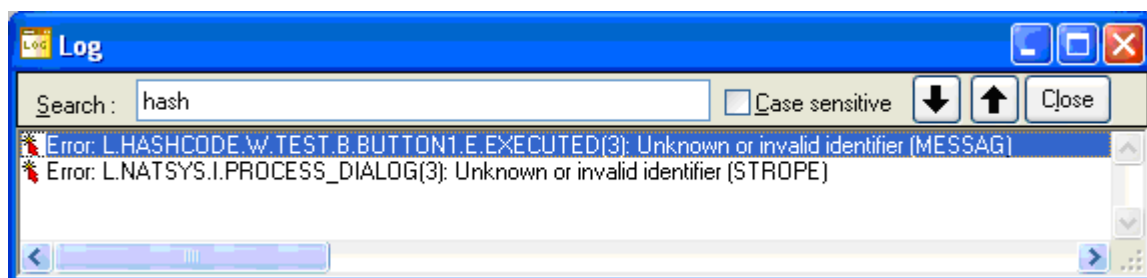 LOG Log
Search : hash Case sensitive Close
Error: L.HASHCODE.W.TEST.B.BUTTON1.E.EXECUTED(3): Unknown or invalid identifier (MESSAG)
Error: L.NATSYS.I.PROCESS_DIALOG(3): Unknown or invalid identifier (STROPE)